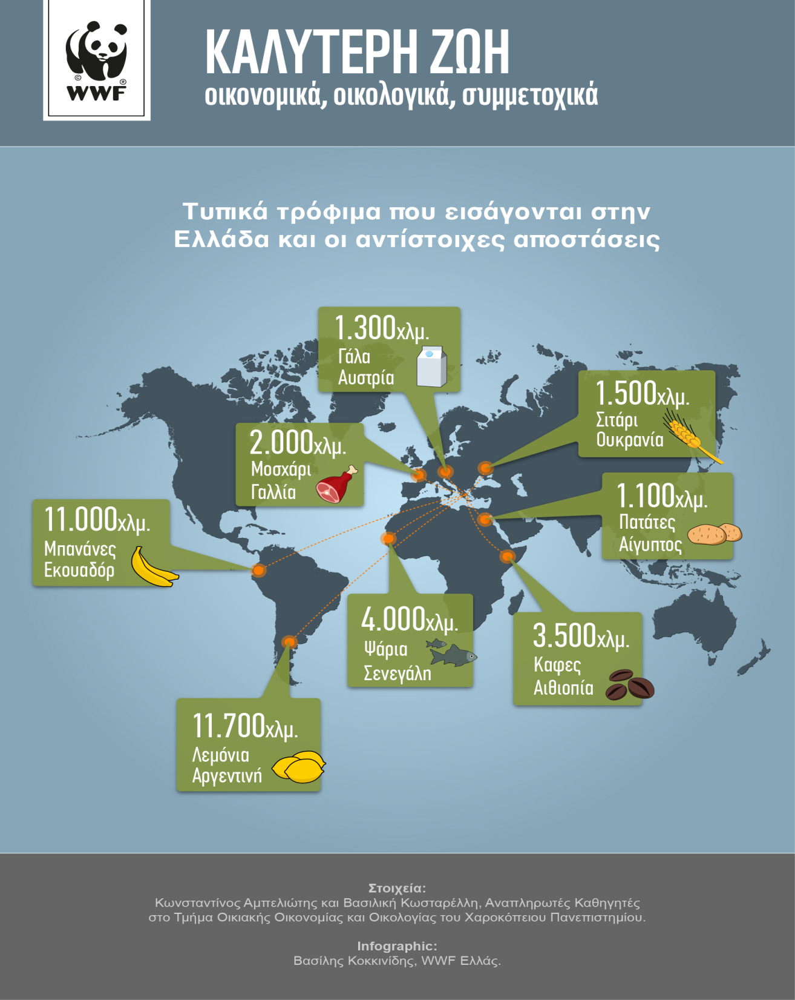 WWF
ΚΑΛΥΤΕΡΗ ΖΩΗ
οικονομικά, οικολογικά, συμμετοχικά
Τυπικά τρόφιμα που εισάγονται στην
Ελλάδα και οι αντίστοιχες αποστάσεις
1.300χλμ.
Γάλα
Αυστρία
1.500χλμ.
Σιτάρι
Ουκρανία
2.000χλμ.
Μοσχάρι
Γαλλία
1.100χλμ.
Πατάτες
Αίγυπτος
11.000χλμ.
Μπανάνες
Εκουαδόρ
4.000χλμ.
Ψάρια
Σενεγάλη
3.500χλμ.
Καφες
Αιθιοπία
11.700χλμ.
Λεμόνια
Αργεντινή
Στοιχεία:
Κωνσταντίνος Αμπελιώτης και Βασιλική Κωσταρέλλη, Αναπληρωτές Καθηγητές
στο Τμήμα Οικιακής Οικονομίας και Οικολογίας του Χαροκόπειου Πανεπιστημίου.
Infographic:
Βασίλης Κοκκινίδης, WWF Ελλάς.